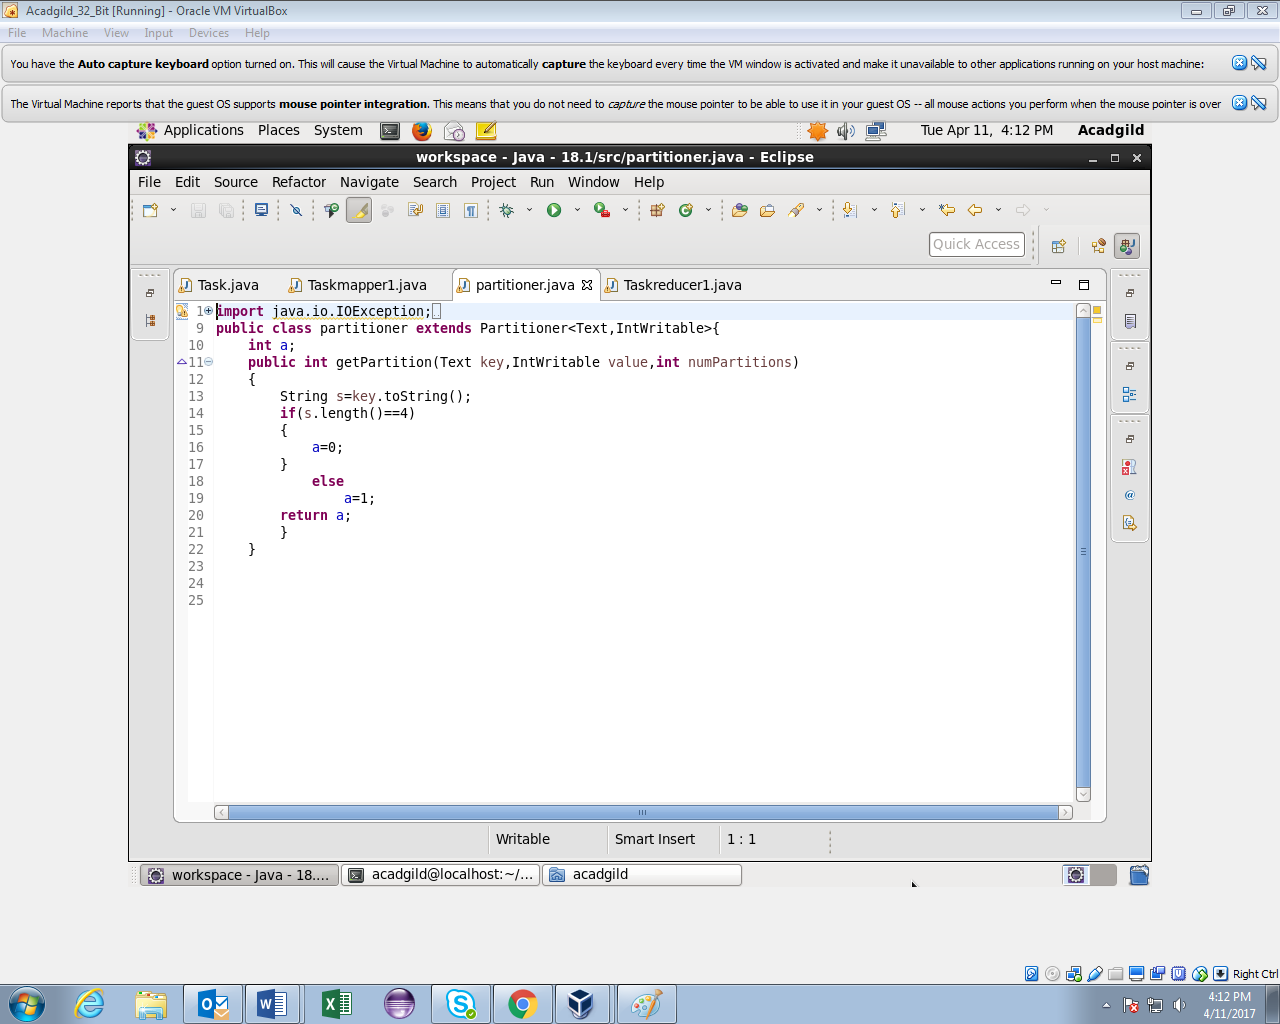 Acadgild_32_Bit [Running] - Oracle VM VirtualBox
File Machine View Input Devices Help
You have the Auto capture keyboard option turned on. This will cause the Virtual Machine to automatically capture the keyboard every time the VM window is activated and make it unavailable to other applications running on your host machine:
The Virtual Machine reports that the guest OS supports mouse pointer integration. This means that you do not need to capture the mouse pointer to be able to use it in your guest OS -- all mouse actions you perform when the mouse pointer is over
Applications Places System Tue Apr 11, 4:12 PM Acadgild
workspace - Java - 18.1/src/partitioner.java - Eclipse
File Edit Source Refactor Navigate Search Project Run Window Help
Quick Access
Task.java Taskmapper1.java partitioner.java Taskreducer1.java
1 import java.io.IOException;
9 public class partitioner extends Partitioner<Text,IntWritable>{
10 int a;
11 public int getPartition(Text key,IntWritable value,int numPartitions)
12 {
13 String s=key.toString();
14 if(s.length()==4)
15 {
16 a=0;
17 }
18 else
19 a=1;
20 return a;
21 }
22 }
23
24
25
Writable Smart Insert 1 : 1
workspace - Java - 18.... acadgild@localhost:~/... acadgild
Right Ctrl
4:12 PM
4/11/2017